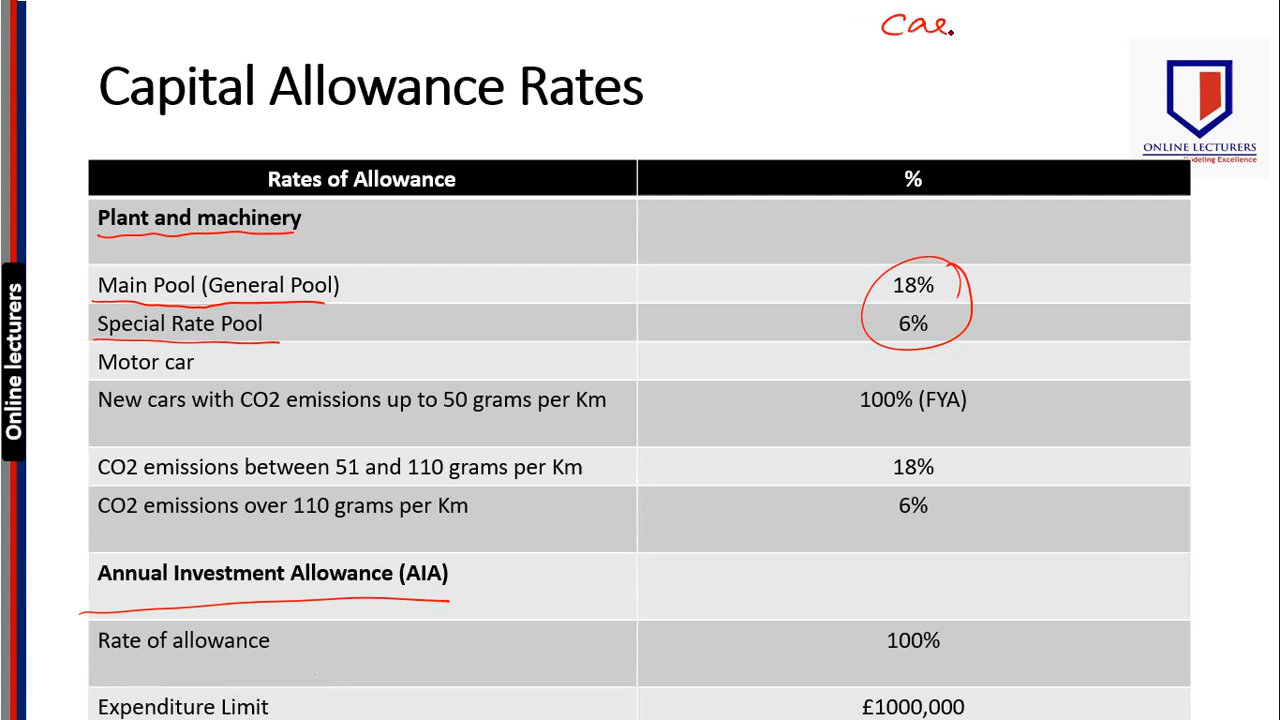 Cae
Capital Allowance Rates
ONLINE LECTURERS
Modeling Excellence
Online lecturers
Rates of Allowance %
Plant and machinery
Main Pool (General Pool) 18%
Special Rate Pool 6%
Motor car
New cars with CO2 emissions up to 50 grams per Km 100% (FYA)
CO2 emissions between 51 and 110 grams per Km 18%
CO2 emissions over 110 grams per Km 6%
Annual Investment Allowance (AIA)
Rate of allowance 100%
Expenditure Limit £1000,000